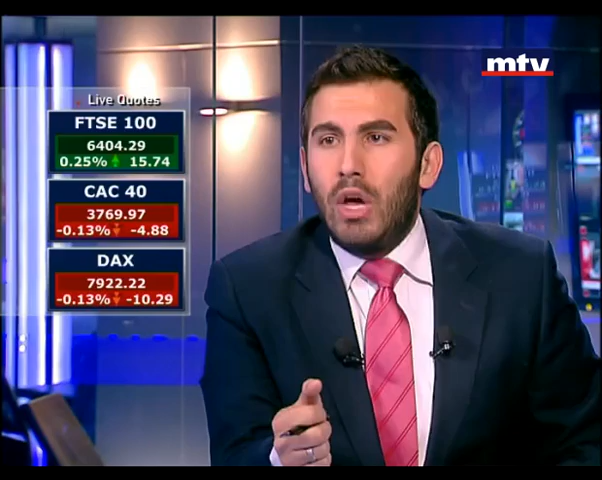 mtv
Live Quotes
FTSE 100
6404.29
0.25% 15.74
CAC 40
3769.97
-0.13% -4.88
DAX
7922.22
-0.13% -10.29